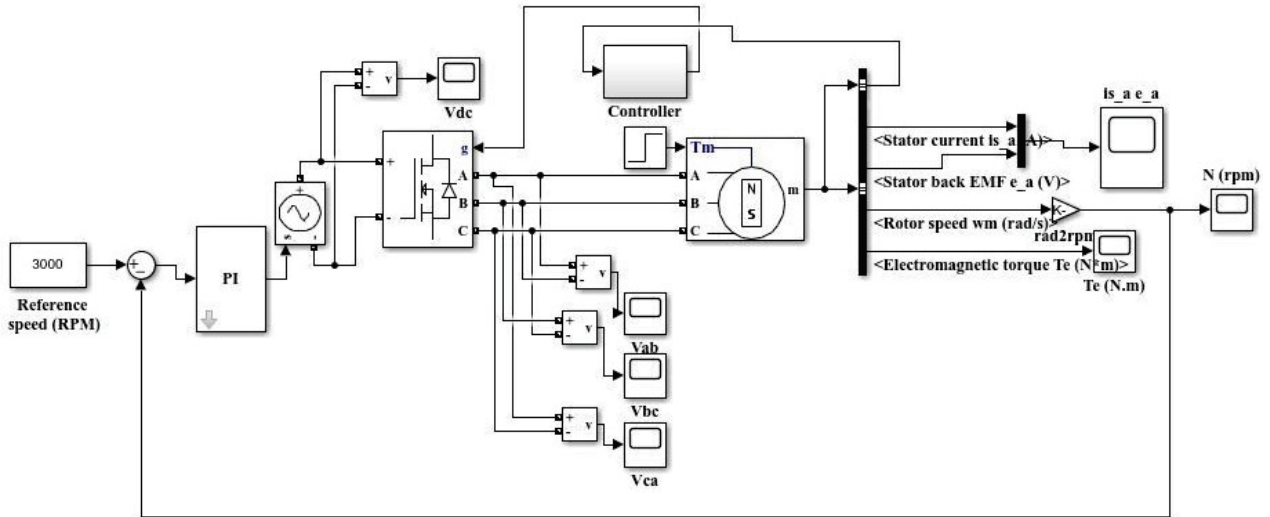 +
-
v
Vdc
Controller
is_a e_a
g
+
-
A
B
C
Tm
A
B
C
m
N
S
<Stator current is_a (A)>
<Stator back EMF e_a (V)>
<Rotor speed wm (rad/s)>
K-
rad2rpn
<Electromagnetic torque Te (N*m)>
Te (N.m)
N (rpm)
+
s
-
3000
+
-
PI
Reference
speed (RPM)
+
-
v
Vab
+
-
v
Vbc
+
-
v
Vca